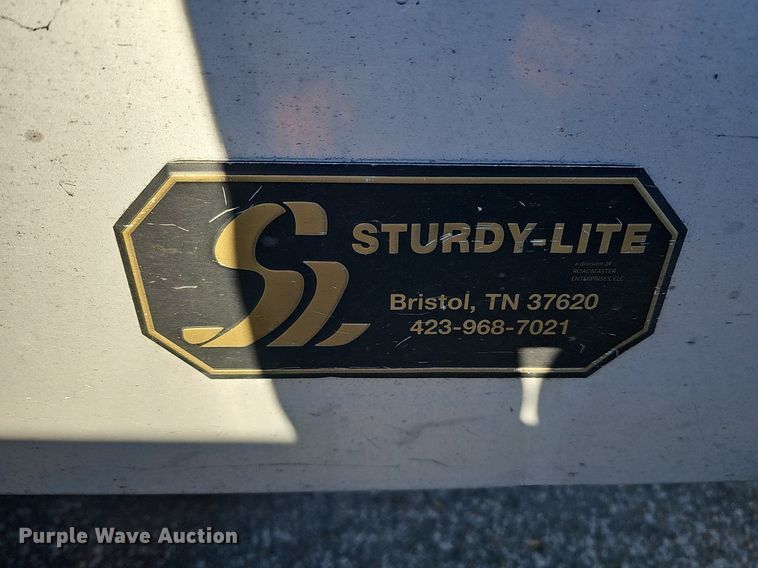 SL STURDY-LITE
a division of
ROADMASTER
ENTERPRISES, LLC
Bristol, TN 37620
423-968-7021
Purple Wave Auction®